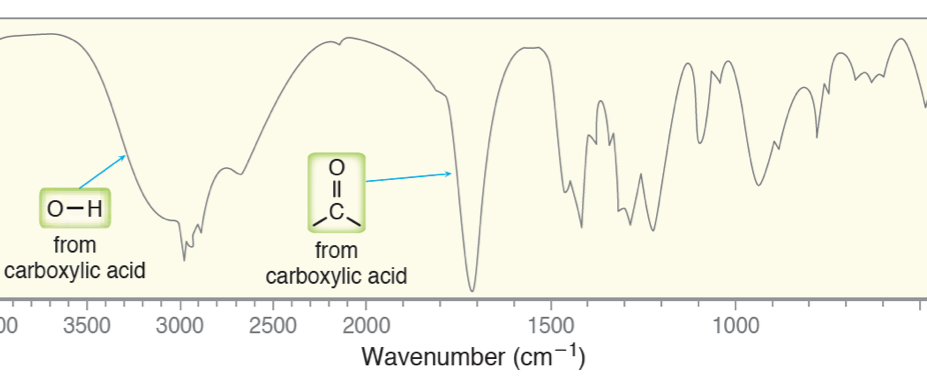 O—H
from
carboxylic acid
O
C
from
carboxylic acid
00 3500 3000 2500 2000 1500 1000
Wavenumber (cm−1)